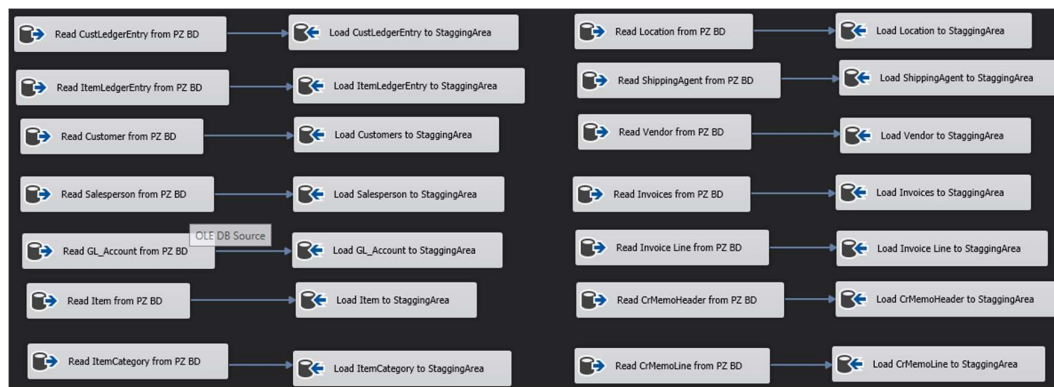 Read CustLedgerEntry from PZ BD
Load CustLedgerEntry to StaggingArea
Read ItemLedgerEntry from PZ BD
Load ItemLedgerEntry to StaggingArea
Read Customer from PZ BD
Load Customers to StaggingArea
Read Salesperson from PZ BD
Load Salesperson to StaggingArea
OLE DB Source
Read GL_Account from PZ BD
Load GL_Account to StaggingArea
Read Item from PZ BD
Load Item to StaggingArea
Read ItemCategory from PZ BD
Load ItemCategory to StaggingArea
Read Location from PZ BD
Load Location to StaggingArea
Read ShippingAgent from PZ BD
Load ShippingAgent to StaggingArea
Read Vendor from PZ BD
Load Vendor to StaggingArea
Read Invoices from PZ BD
Load Invoices to StaggingArea
Read Invoice Line from PZ BD
Load Invoice Line to StaggingArea
Read CrMemoHeader from PZ BD
Load CrMemoHeader to StaggingArea
Read CrMemoLine from PZ BD
Load CrMemoLine to StaggingArea